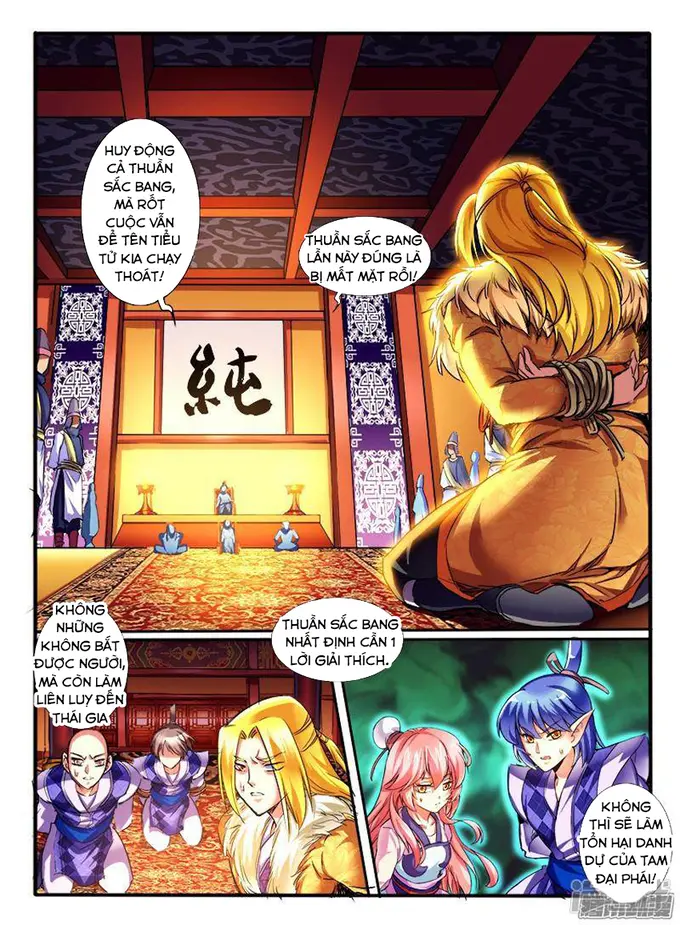 HUY ĐỘNG
CẢ THUẦN
SẮC BANG,
MÀ RỐT
CUỘC VẪN
ĐỂ TÊN TIỂU
TỬ KIA CHẠY
THOÁT!
THUẦN SẮC BANG
LẦN NÀY ĐÚNG LÀ
BỊ MẤT MẶT RỒI!
純
KHÔNG
NHỮNG
KHÔNG BẮT
ĐƯỢC NGƯỜI,
MÀ CÒN LÀM
LIÊN LUY ĐẾN
THÁI GIA
THUẦN SẮC BANG
NHẤT ĐỊNH CẦN 1
LỜI GIẢI THÍCH.
KHÔNG
THÌ SẼ LÀM
TỔN HẠI DANH
DỰ CỦA TAM
ĐẠI PHÁI!